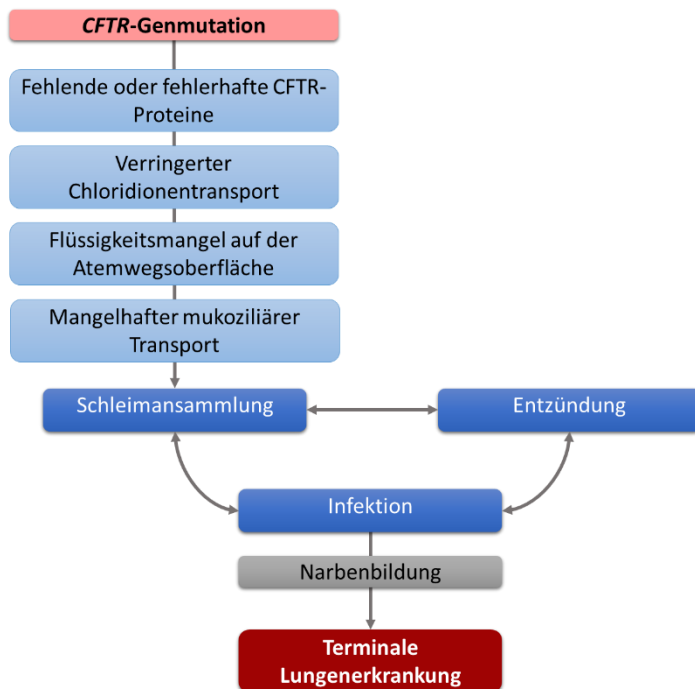 CFTR-Genmutation
Fehlende oder fehlerhafte CFTR-
Proteine
Verringerter
Chloridionentransport
Flüssigkeitsmangel auf der
Atemwegsoberfläche
Mangelhafter mukoziliärer
Transport
Schleimansammlung
Entzündung
Infektion
Narbenbildung
Terminale
Lungenerkrankung